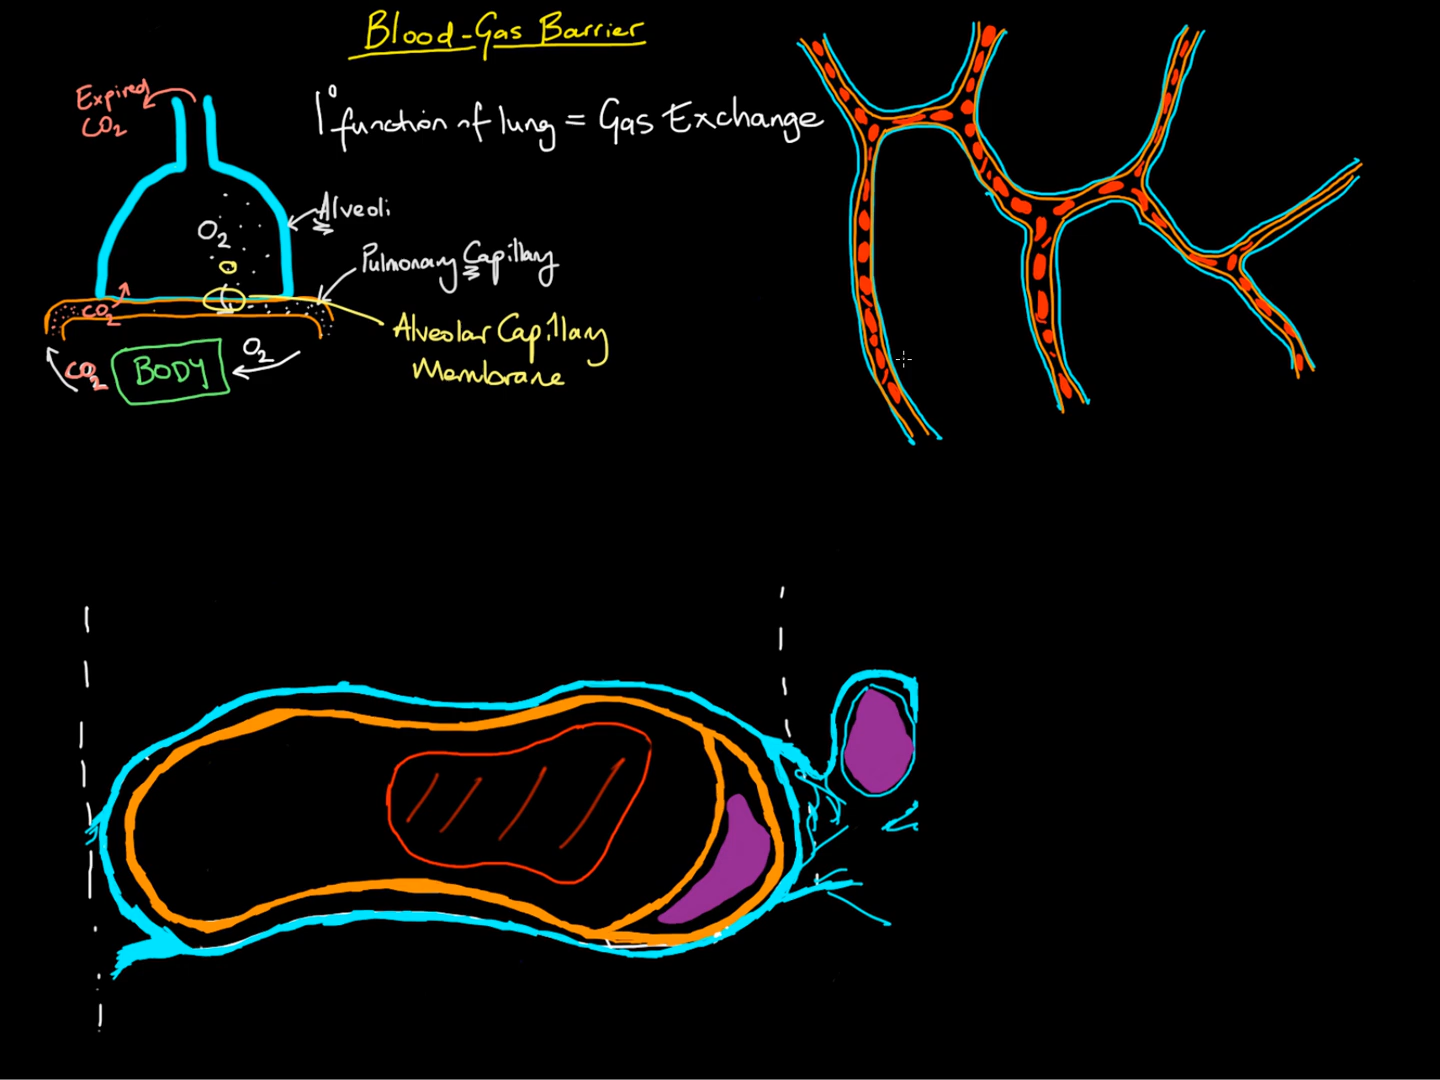 Blood-Gas Barrier
1° function of lung = Gas Exchange
Expired
CO2
O2
Alveoli
Pulmonary Capillary
Alveolar Capillary
Membrane
CO2
CO2
BODY
O2